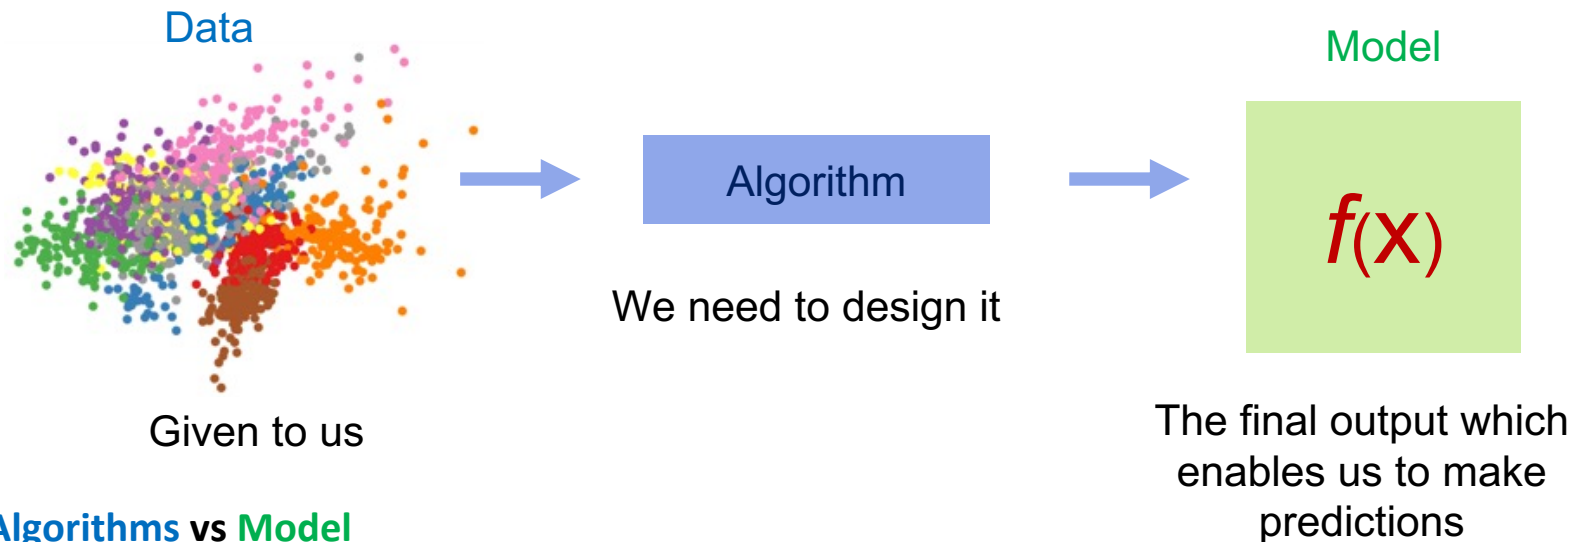 Data
Given to us
Algorithm
We need to design it
Model
f(x)
The final output which
enables us to make
predictions
Algorithms vs Model